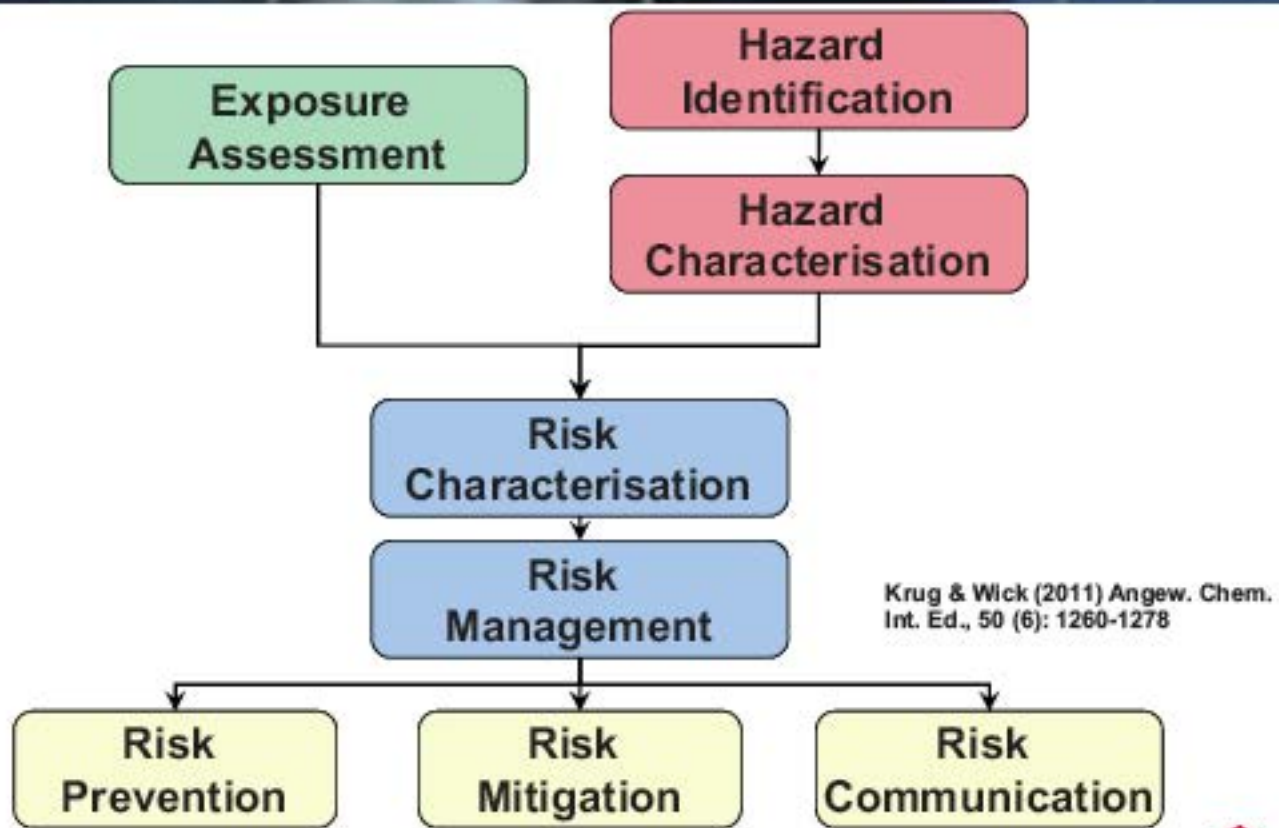 Hazard
Identification
Exposure
Assessment
Hazard
Characterisation
Risk
Characterisation
Risk
Management
Krug & Wick (2011) Angew. Chem.
Int. Ed., 50 (6): 1260-1278
Risk
Prevention
Risk
Mitigation
Risk
Communication